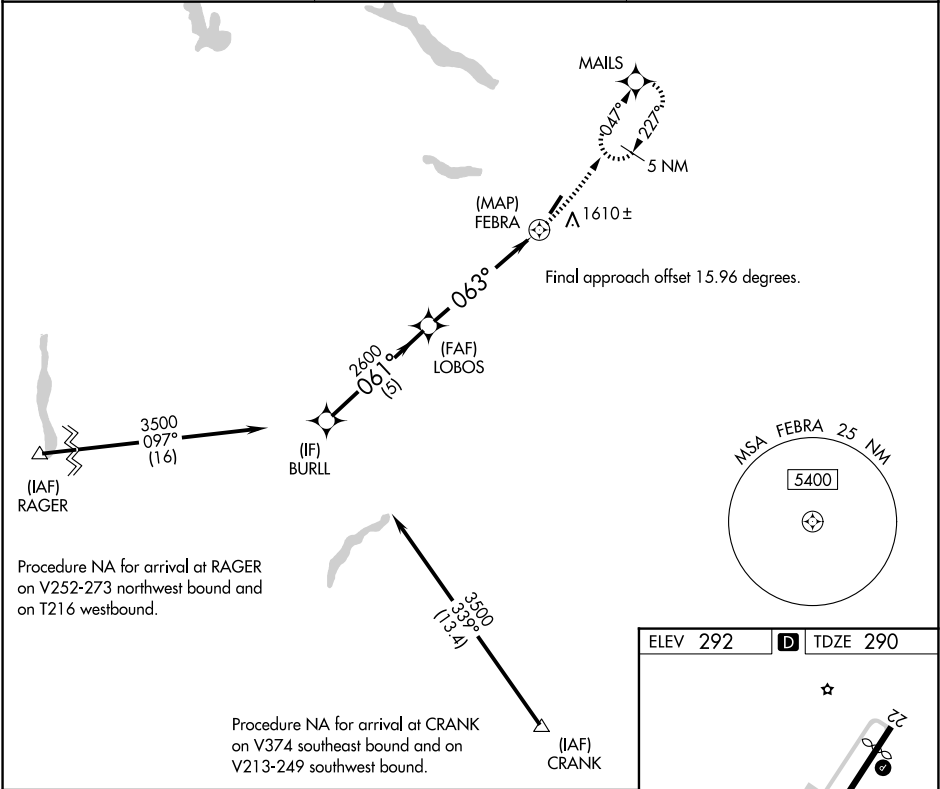 MAILS
047°
227°
5 NM
(MAP)
FEBRA
1610 ±
063°
Final approach offset 15.96 degrees.
(FAF)
LOBOS
2600
061°
(5)
3500
097°
(16)
(IF)
BURLL
(IAF)
RAGER
MSA FEBRA 25 NM
5400
Procedure NA for arrival at RAGER
on V252-273 northwest bound and
on T216 westbound.
3500
339°
(13.4)
Procedure NA for arrival at CRANK
on V374 southeast bound and on
V213-249 southwest bound.
(IAF)
CRANK
ELEV 292
D
TDZE 290
22
P